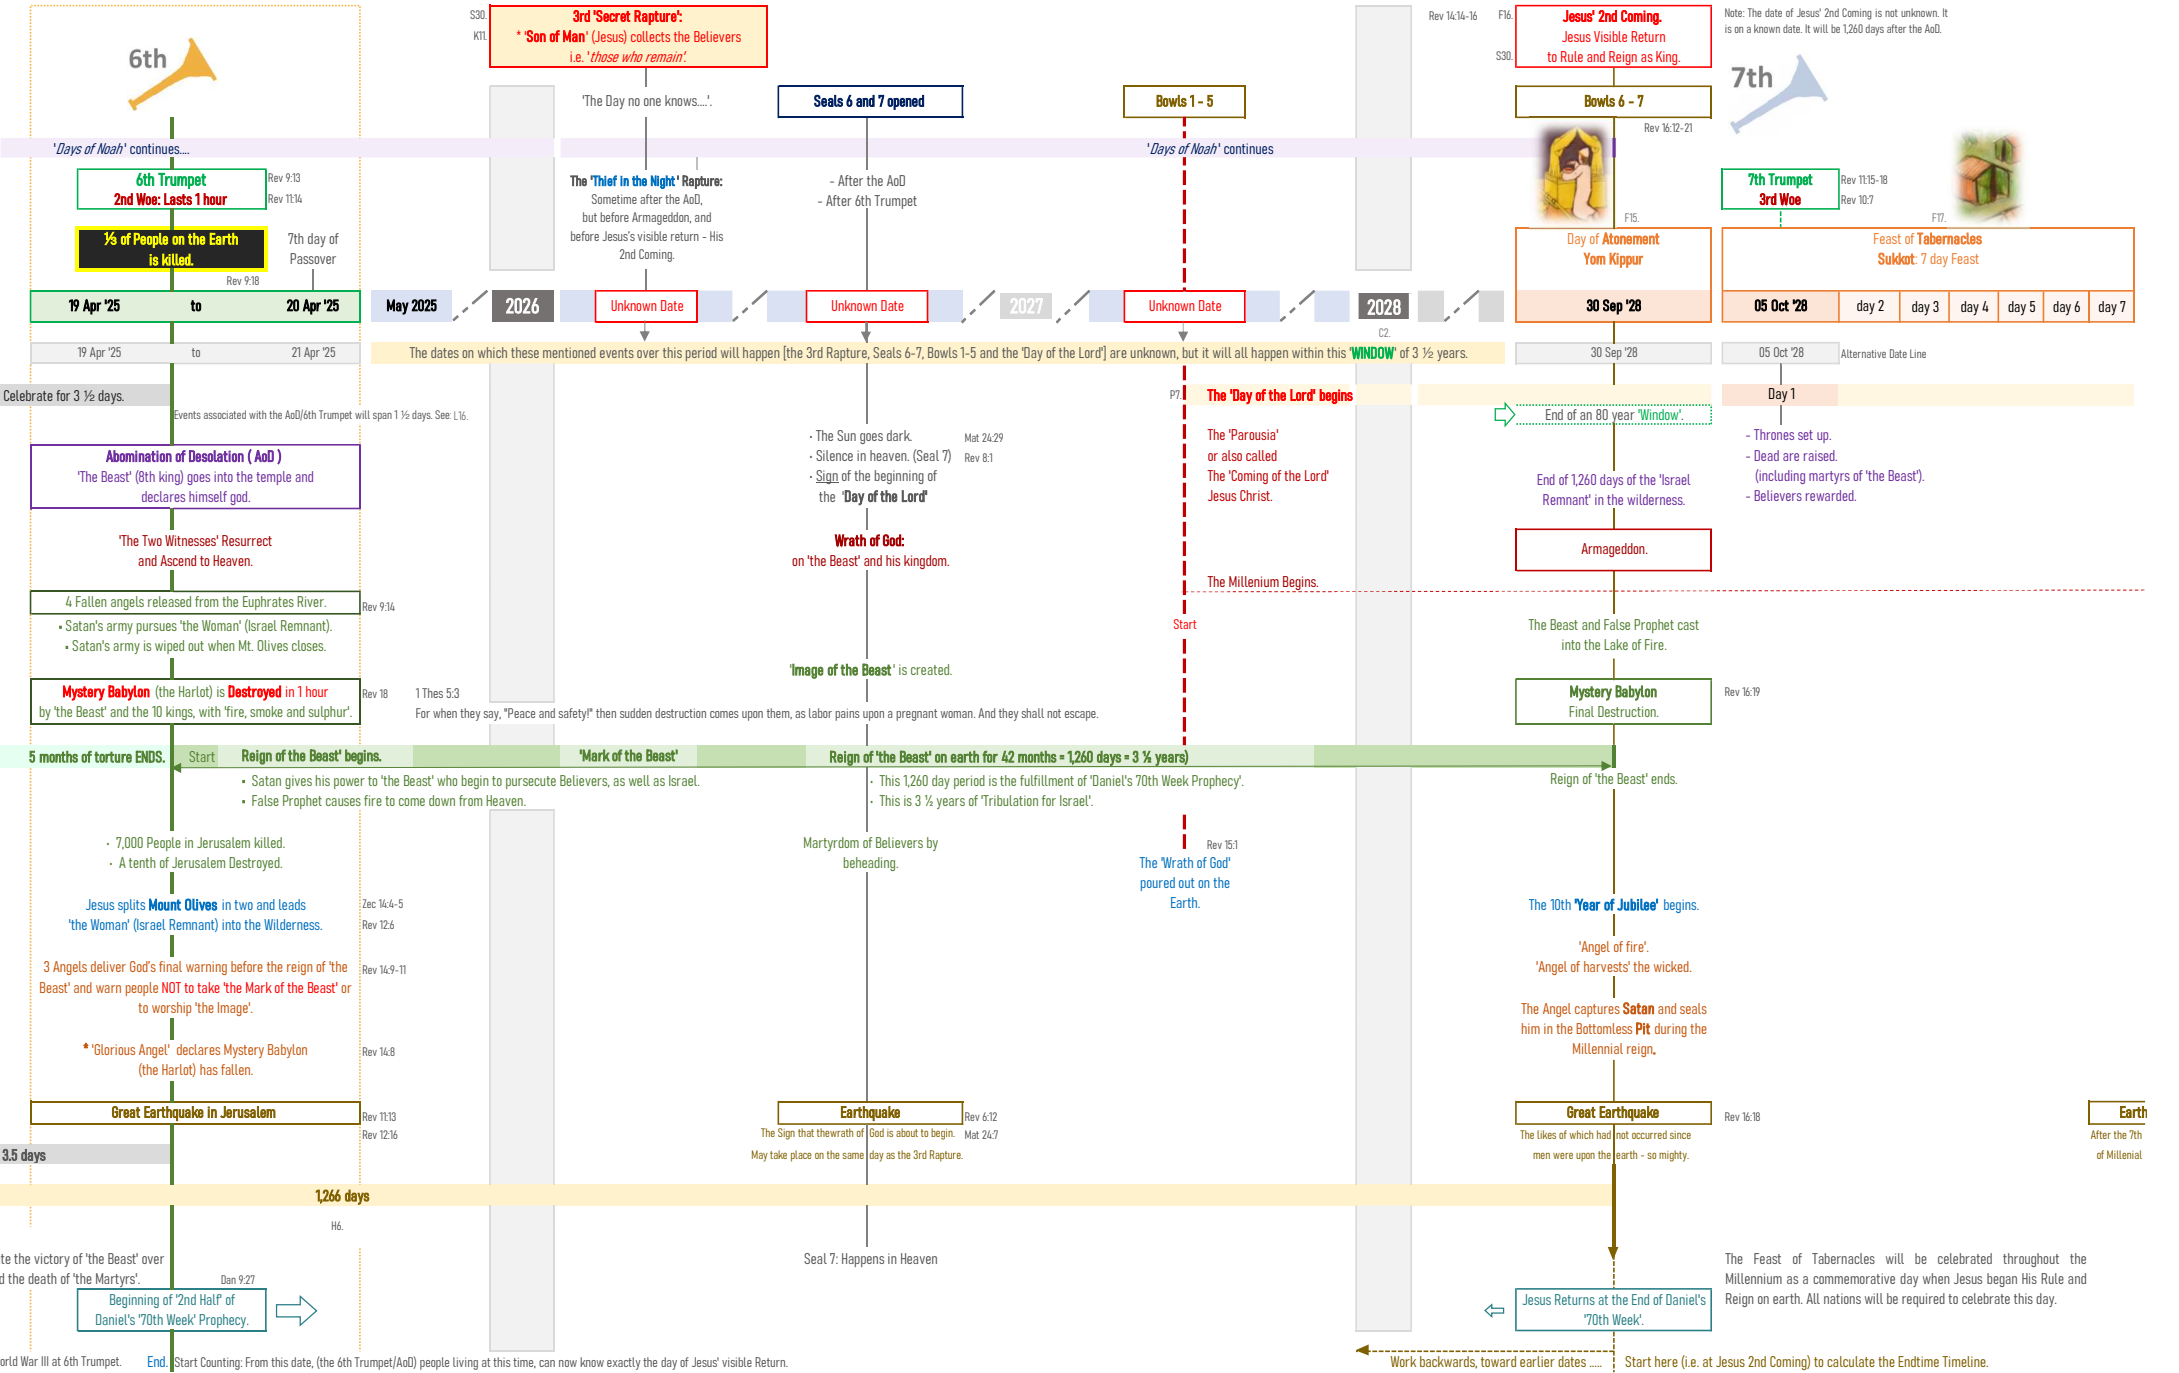 S30.
K11.
3rd 'Secret Rapture':
* 'Son of Man' (Jesus) collects the Believers
i.e. 'those who remain'.
Rev 14:14-16
F16.
S30.
Jesus' 2nd Coming.
Jesus Visible Return
to Rule and Reign as King.
Note: The date of Jesus' 2nd Coming is not unknown. It
is on a known date. It will be 1,260 days after the AoD.
6th
7th
'The Day no one knows....'.
Seals 6 and 7 opened
Bowls 1 - 5
Bowls 6 - 7
Rev 16:12-21
'Days of Noah' continues....
'Days of Noah' continues
6th Trumpet
2nd Woe: Lasts 1 hour
Rev 9:13
Rev 11:14
The 'Thief in the Night' Rapture:
Sometime after the AoD,
but before Armageddon, and
before Jesus's visible return - His
2nd Coming.
- After the AoD
- After 6th Trumpet
7th Trumpet
3rd Woe
Rev 11:15-18
Rev 10:7
F15.
F17.
⅓ of People on the Earth
is killed.
Rev 9:18
7th day of
Passover
Day of Atonement
Yom Kippur
Feast of Tabernacles
Sukkot: 7 day Feast
19 Apr '25 to 20 Apr '25
May 2025
2026
Unknown Date
Unknown Date
2027
Unknown Date
2028
30 Sep '28
05 Oct '28
day 2
day 3
day 4
day 5
day 6
day 7
C2.
19 Apr '25 to 21 Apr '25
The dates on which these mentioned events over this period will happen [the 3rd Rapture, Seals 6-7, Bowls 1-5 and the 'Day of the Lord'] are unknown, but it will all happen within this 'WINDOW' of 3 ½ years.
30 Sep '28
05 Oct '28
Alternative Date Line
Celebrate for 3 ½ days.
P7.
The 'Day of the Lord' begins
Day 1
Events associated with the AoD/6th Trumpet will span 1 ½ days. See: L16.
End of an 80 year 'Window'.
Abomination of Desolation ( AoD )
'The Beast' (8th king) goes into the temple and
declares himself god.
· The Sun goes dark.
· Silence in heaven. (Seal 7)
· Sign of the beginning of
the 'Day of the Lord'
Mat 24:29
Rev 8:1
The 'Parousia'
or also called
The 'Coming of the Lord'
Jesus Christ.
End of 1,260 days of the 'Israel
Remnant' in the wilderness.
- Thrones set up.
- Dead are raised.
(including martyrs of 'the Beast').
- Believers rewarded.
'The Two Witnesses' Resurrect
and Ascend to Heaven.
Wrath of God:
on 'the Beast' and his kingdom.
Armageddon.
The Millenium Begins.
4 Fallen angels released from the Euphrates River.
Rev 9:14
▪ Satan's army pursues 'the Woman' (Israel Remnant).
▪ Satan's army is wiped out when Mt. Olives closes.
Start
The Beast and False Prophet cast
into the Lake of Fire.
'Image of the Beast' is created.
Mystery Babylon (the Harlot) is Destroyed in 1 hour
by 'the Beast' and the 10 kings, with 'fire, smoke and sulphur'.
Rev 18
1 Thes 5:3
For when they say, "Peace and safety!" then sudden destruction comes upon them, as labor pains upon a pregnant woman. And they shall not escape.
Mystery Babylon
Final Destruction.
Rev 16:19
5 months of torture ENDS.
Start
Reign of the Beast' begins.
'Mark of the Beast'
Reign of 'the Beast' on earth for 42 months = 1,260 days = 3 ½ years)
▪ Satan gives his power to 'the Beast' who begin to pursecute Believers, as well as Israel.
▪ False Prophet causes fire to come down from Heaven.
· This 1,260 day period is the fulfillment of 'Daniel's 70th Week Prophecy'.
· This is 3 ½ years of 'Tribulation for Israel'.
Reign of 'the Beast' ends.
· 7,000 People in Jerusalem killed.
· A tenth of Jerusalem Destroyed.
Martyrdom of Believers by
beheading.
Rev 15:1
The 'Wrath of God'
poured out on the
Earth.
Jesus splits Mount Olives in two and leads
'the Woman' (Israel Remnant) into the Wilderness.
Zec 14:4-5
Rev 12:6
The 10th 'Year of Jubilee' begins.
3 Angels deliver God's final warning before the reign of 'the
Beast' and warn people NOT to take 'the Mark of the Beast' or
to worship 'the Image'.
Rev 14:9-11
'Angel of fire'.
'Angel of harvests' the wicked.
The Angel captures Satan and seals
him in the Bottomless Pit during the
Millennial reign.
* 'Glorious Angel' declares Mystery Babylon
(the Harlot) has fallen.
Rev 14:8
Great Earthquake in Jerusalem
Rev 11:13
Rev 12:16
Earthquake
Rev 6:12
The Sign that thewrath of God is about to begin.
Mat 24:7
May take place on the same day as the 3rd Rapture.
Great Earthquake
Rev 16:18
The likes of which had not occurred since
men were upon the earth - so mighty.
Earth
After the 7th
of Millenial
3.5 days
1,266 days
H6.
te the victory of 'the Beast' over
d the death of 'the Martyrs'.
Dan 9:27
Seal 7: Happens in Heaven
The Feast of Tabernacles will be celebrated throughout the
Millennium as a commemorative day when Jesus began His Rule and
Reign on earth. All nations will be required to celebrate this day.
Beginning of '2nd Half' of
Daniel's '70th Week' Prophecy.
Jesus Returns at the End of Daniel's
'70th Week'.
orld War III at 6th Trumpet.
End.
Start Counting: From this date, (the 6th Trumpet/AoD) people living at this time, can now know exactly the day of Jesus' visible Return.
Work backwards, toward earlier dates .....
Start here (i.e. at Jesus 2nd Coming) to calculate the Endtime Timeline.